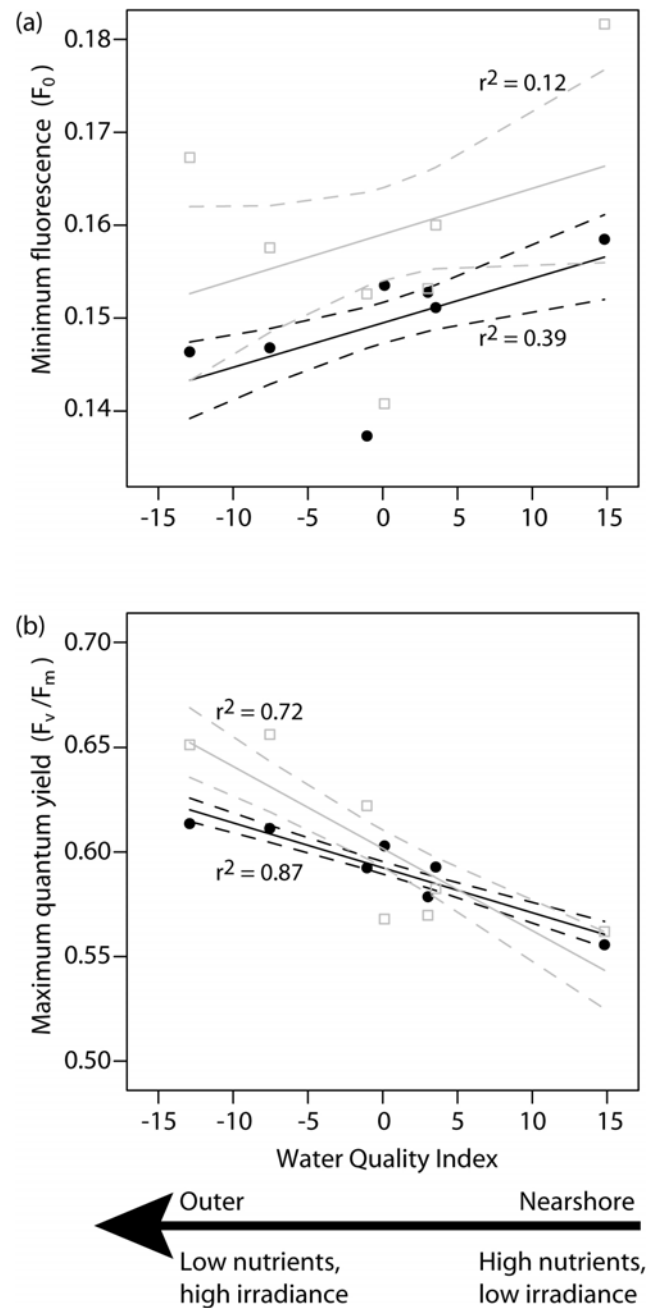 (a)
Minimum fluorescence (F₀)
0.18
0.17
0.16
0.15
0.14
r² = 0.12
r² = 0.39
-15 -10 -5 0 5 10 15
(b)
Maximum quantum yield (Fᵥ/Fₘ)
0.70
0.65
0.60
0.55
0.50
r² = 0.72
r² = 0.87
-15 -10 -5 0 5 10 15
Water Quality Index
Outer Nearshore
Low nutrients, High nutrients,
high irradiance low irradiance